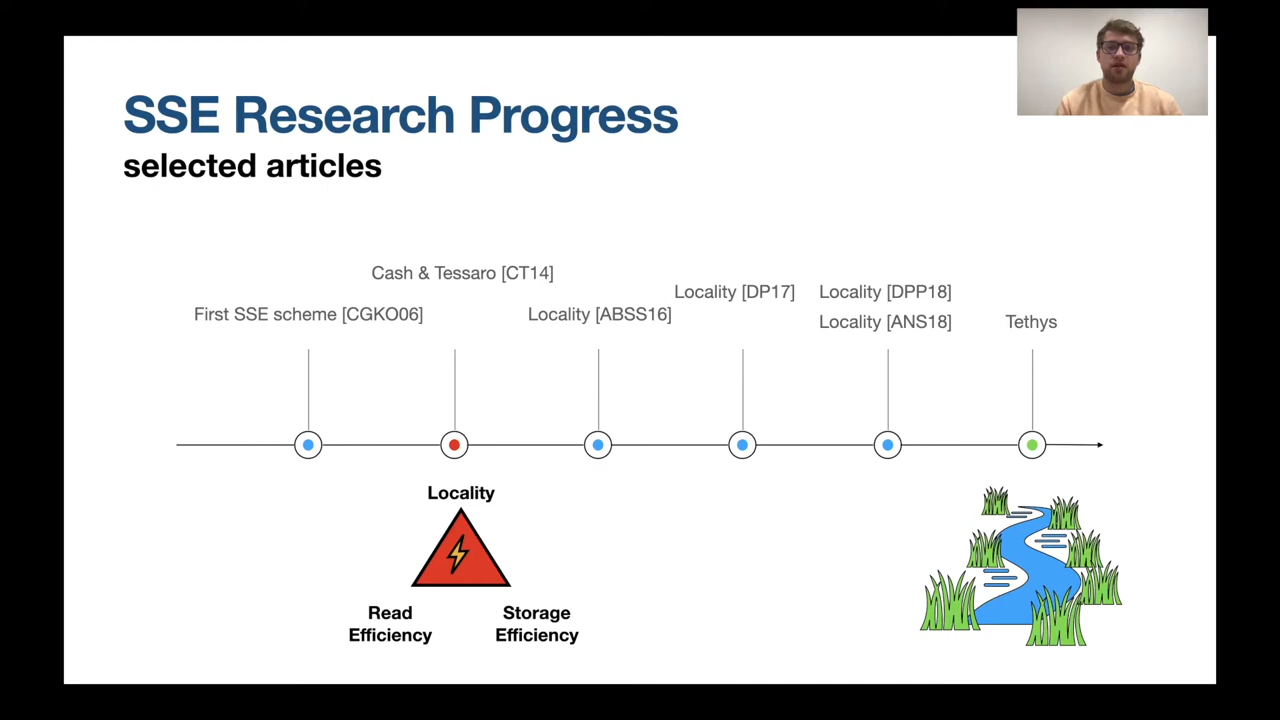 SSE Research Progress
selected articles
Cash & Tessaro [CT14]
First SSE scheme [CGKO06]
Locality [ABSS16]
Locality [DP17]
Locality [DPP18]
Locality [ANS18]
Tethys
Locality
Read
Efficiency
Storage
Efficiency